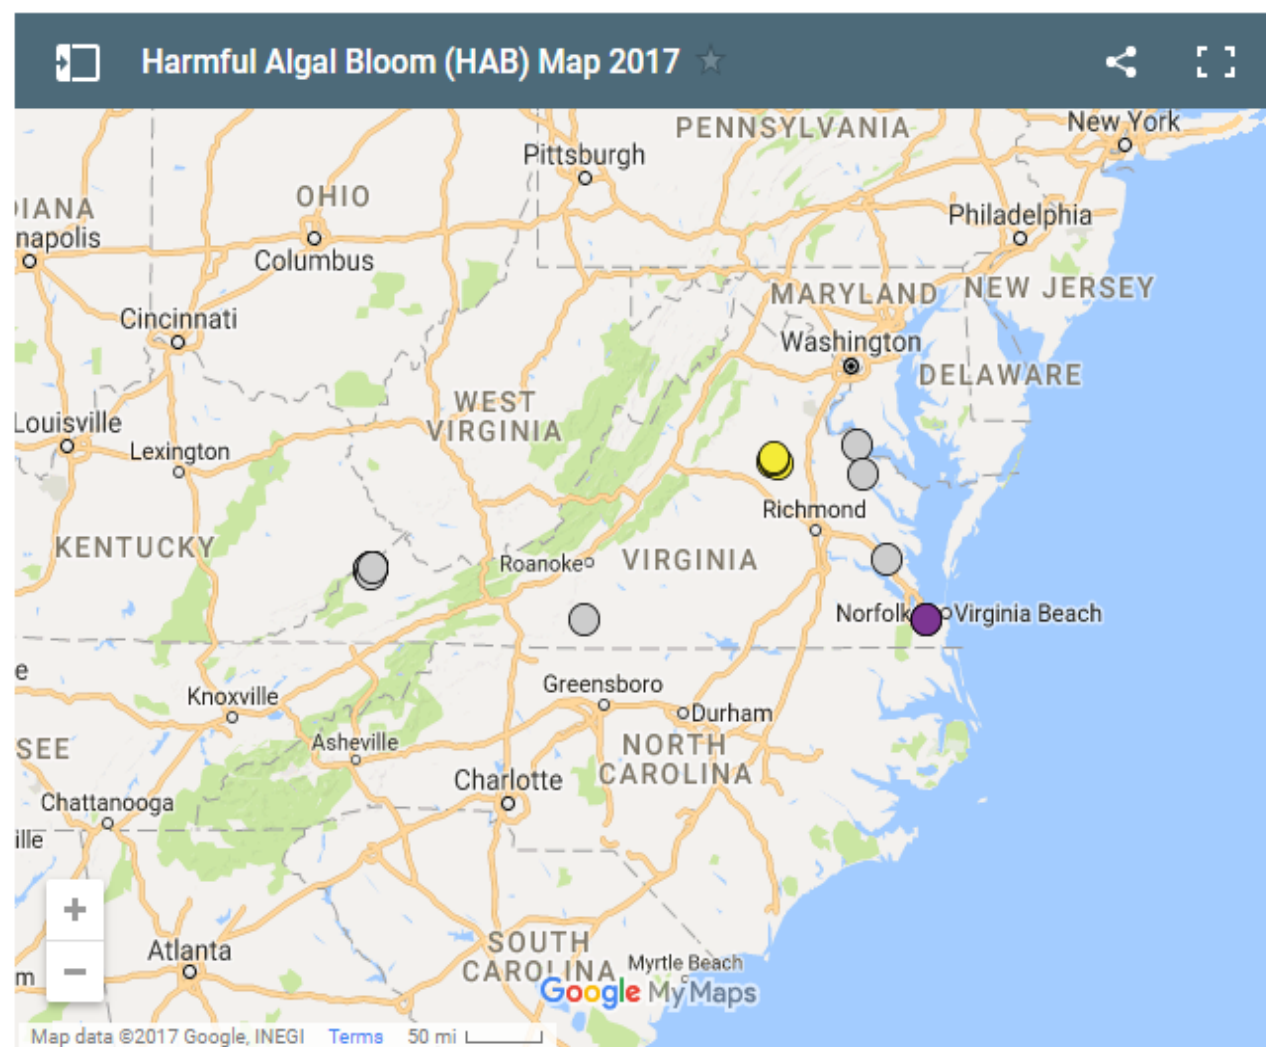 Harmful Algal Bloom (HAB) Map 2017
PENNSYLVANIA
New York
Pittsburgh
OHIO
DIANA
napolis
Philadelphia
Columbus
MARYLAND
NEW JERSEY
Cincinnati
Washington
DELAWARE
WEST
VIRGINIA
Louisville
Lexington
Richmond
KENTUCKY
Roanoke
VIRGINIA
Norfolk
Virginia Beach
e
Knoxville
Greensboro
Durham
SEE
Asheville
NORTH
CAROLINA
Charlotte
Chattanooga
ille
+
−
Atlanta
SOUTH
CAROLINA
Myrtle Beach
m
Google My Maps
Map data ©2017 Google, INEGI Terms 50 mi